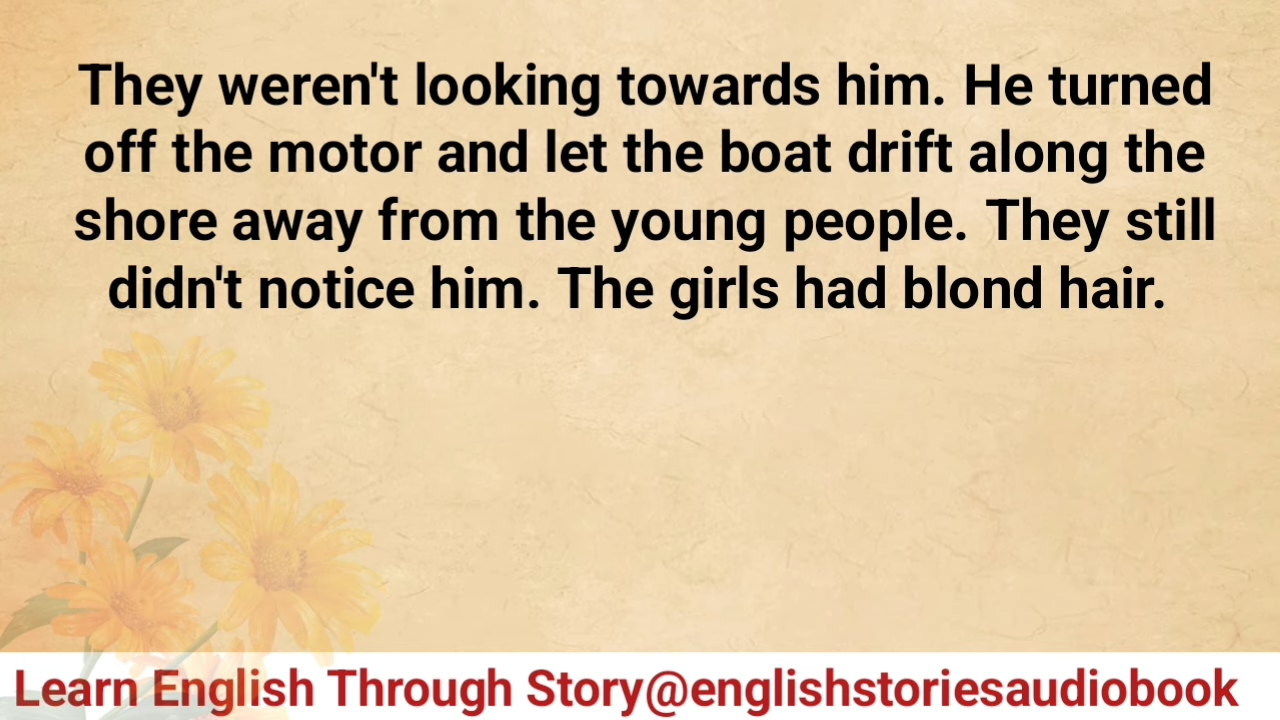 They weren't looking towards him. He turned
off the motor and let the boat drift along the
shore away from the young people. They still
didn't notice him. The girls had blond hair.
Learn English Through Story@englishstoriesaudiobook